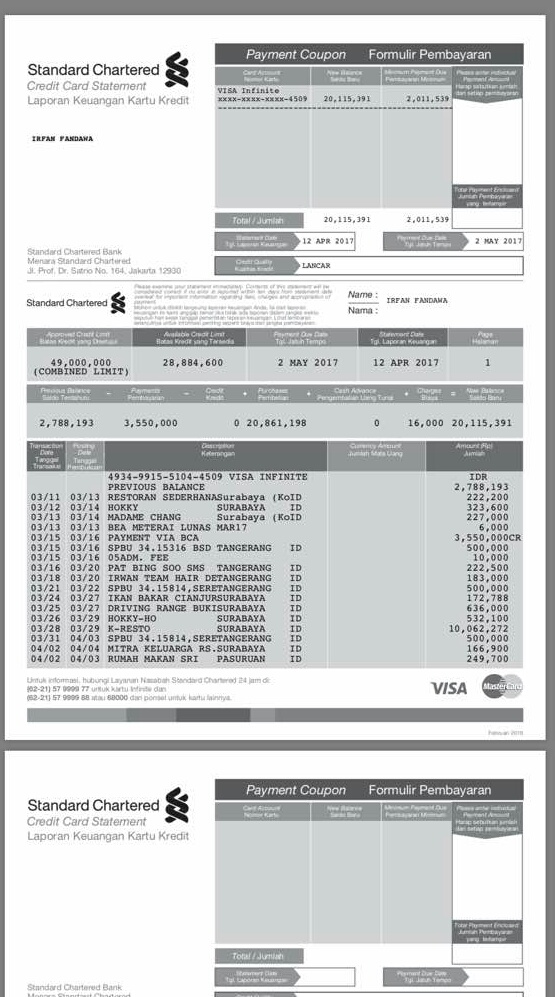 Payment Coupon Formulir Pembayaran
Standard Chartered
Credit Card Statement
Laporan Keuangan Kartu Kredit
Card Account New Balance Minimum Payment Due Please enter individual
Nomor Kartu Saldo Baru Pembayaran Minimum Payment Amount
Harap sebutkan jumlah
dari setiap pembayaran
VISA Infinite
xxxx-xxxx-xxxx-4509 20,115,391 2,011,539
IRFAN FANDAWA
Total Payment Enclosed
Jumlah Pembayaran
yang terlampir
Total / Jumlah 20,115,391 2,011,539
Statement Date 12 APR 2017 Payment Due Date 2 MAY 2017
Tgl. Laporan Keuangan Tgl. Jatuh Tempo
Standard Chartered Bank
Menara Standard Chartered
Jl. Prof. Dr. Satrio No. 164, Jakarta 12930
Credit Quality LANCAR
Kualitas Kredit
Standard Chartered
Name : IRFAN FANDAWA
Nama :
Approved Credit Limit Available Credit Limit Payment Due Date Statement Date Page
Batas Kredit yang Disetujui Batas Kredit yang Tersedia Tgl. Jatuh Tempo Tgl. Laporan Keuangan Halaman
49,000,000 28,884,600 2 MAY 2017 12 APR 2017 1
(COMBINED LIMIT)
Previous Balance - Payments - Credit + Purchases + Cash Advance + Charges = New Balance
Saldo Terdahulu Pembayaran Kredit Pembelian Pengembalian Uang Tunai Biaya Saldo Baru
2,788,193 3,550,000 0 20,861,198 0 16,000 20,115,391
Transaction Date Posting Date Description Currency Amount Amount (Rp)
Tanggal Transaksi Tanggal Pembukuan Keterangan Jumlah Mata Uang Jumlah
4934-9915-5104-4509 VISA INFINITE IDR
PREVIOUS BALANCE 2,788,193
03/11 03/13 RESTORAN SEDERHANASurabaya (KoID 222,200
03/12 03/14 HOKKY SURABAYA ID 323,600
03/13 03/14 MADAME CHANG Surabaya (KoID 227,000
03/13 03/13 BEA METERAI LUNAS MAR17 6,000
03/15 03/16 PAYMENT VIA BCA 3,550,000CR
03/15 03/16 SPBU 34.15316 BSD TANGERANG ID 500,000
03/15 03/16 05ADM. FEE 10,000
03/16 03/20 PAT BING SOO SMS TANGERANG ID 222,500
03/18 03/20 IRWAN TEAM HAIR DETANGERANG ID 183,000
03/21 03/22 SPBU 34.15814,SERETANGERANG ID 500,000
03/24 03/27 IKAN BAKAR CIANJURSURABAYA ID 172,788
03/25 03/27 DRIVING RANGE BUKISURABAYA ID 636,000
03/26 03/29 HOKKY-HO SURABAYA ID 532,100
03/28 03/29 K-RESTO SURABAYA ID 10,062,272
03/31 04/03 SPBU 34.15814,SERETANGERANG ID 500,000
04/02 04/04 MITRA KELUARGA RS.SURABAYA ID 166,900
04/02 04/03 RUMAH MAKAN SRI PASURUAN ID 249,700
Untuk informasi, hubungi Layanan Nasabah Standard Chartered 24 jam di:
(62-21) 57 9999 77 untuk kartu Infinite dan
(62-21) 57 9999 88 atau 68000 dari ponsel untuk kartu lainnya.
VISA MasterCard
Payment Coupon Formulir Pembayaran
Standard Chartered
Credit Card Statement
Laporan Keuangan Kartu Kredit
Card Account New Balance Minimum Payment Due Please enter individual
Nomor Kartu Saldo Baru Pembayaran Minimum Payment Amount
Harap sebutkan jumlah
dari setiap pembayaran
Total Payment Enclosed
Jumlah Pembayaran
yang terlampir
Total / Jumlah
Statement Date Payment Due Date
Tgl. Laporan Keuangan Tgl. Jatuh Tempo
Standard Chartered Bank
Menara Standard Chartered